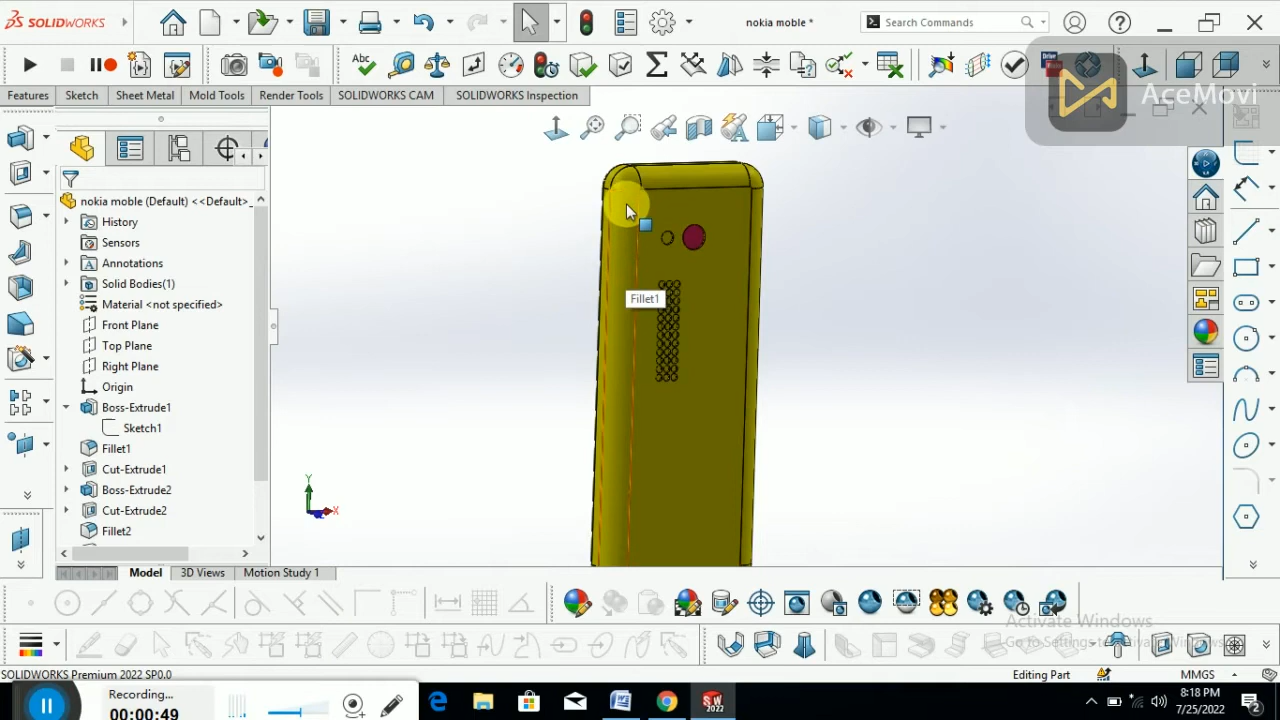 SOLIDWORKS
nokia moble *
Search Commands
AceMovi
Features
Sketch
Sheet Metal
Mold Tools
Render Tools
SOLIDWORKS CAM
SOLIDWORKS Inspection
nokia moble (Default) <<Default>_
History
Sensors
Annotations
Solid Bodies(1)
Material <not specified>
Front Plane
Top Plane
Right Plane
Origin
Boss-Extrude1
Sketch1
Fillet1
Cut-Extrude1
Boss-Extrude2
Cut-Extrude2
Fillet2
Fillet1
Model
3D Views
Motion Study 1
Activate Windows
SOLIDWORKS Premium 2022 SP0.0
Editing Part
MMGS
Recording...
00:00:49
8:18 PM
7/25/2022